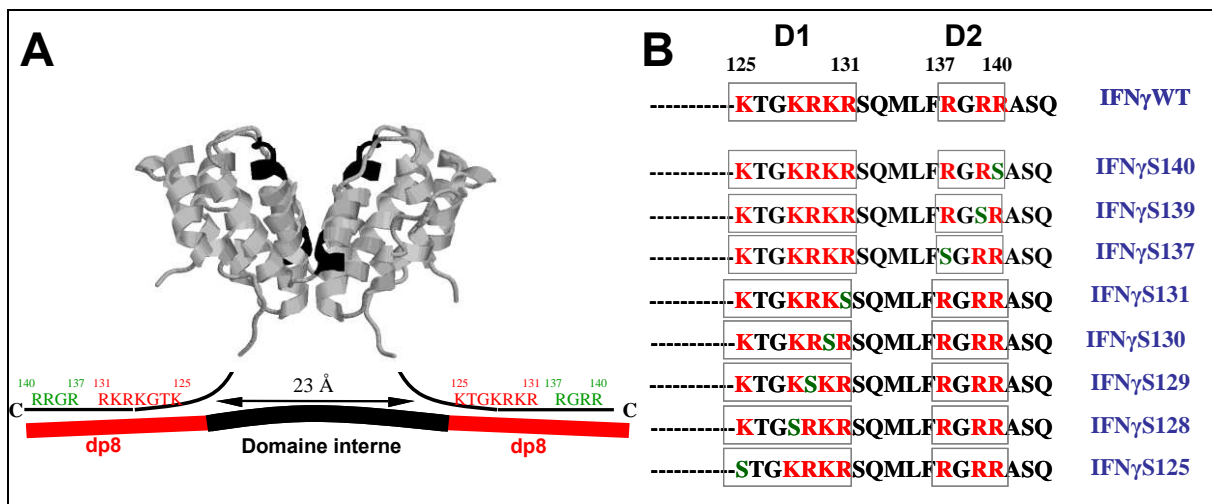 A
140 137 131 125 23 Å 125 131 137 140
C RRGR RKRKGTK KTGKRKR RGRR C
dp8 Domaine interne dp8
B
D1 D2
125 131 137 140
-----------KTGKRKRSQMLFRGRRASQ IFNγWT
-----------KTGKRKRSQMLFRGRSASQ IFNγS140
-----------KTGKRKRSQMLFRGSRASQ IFNγS139
-----------KTGKRKRSQMLFSGRRASQ IFNγS137
-----------KTGKRKSSQMLFRGRRASQ IFNγS131
-----------KTGKRSRSQMLFRGRRASQ IFNγS130
-----------KTGKSKRSQMLFRGRRASQ IFNγS129
-----------KTGSRKRSQMLFRGRRASQ IFNγS128
-----------STGKRKRSQMLFRGRRASQ IFNγS125